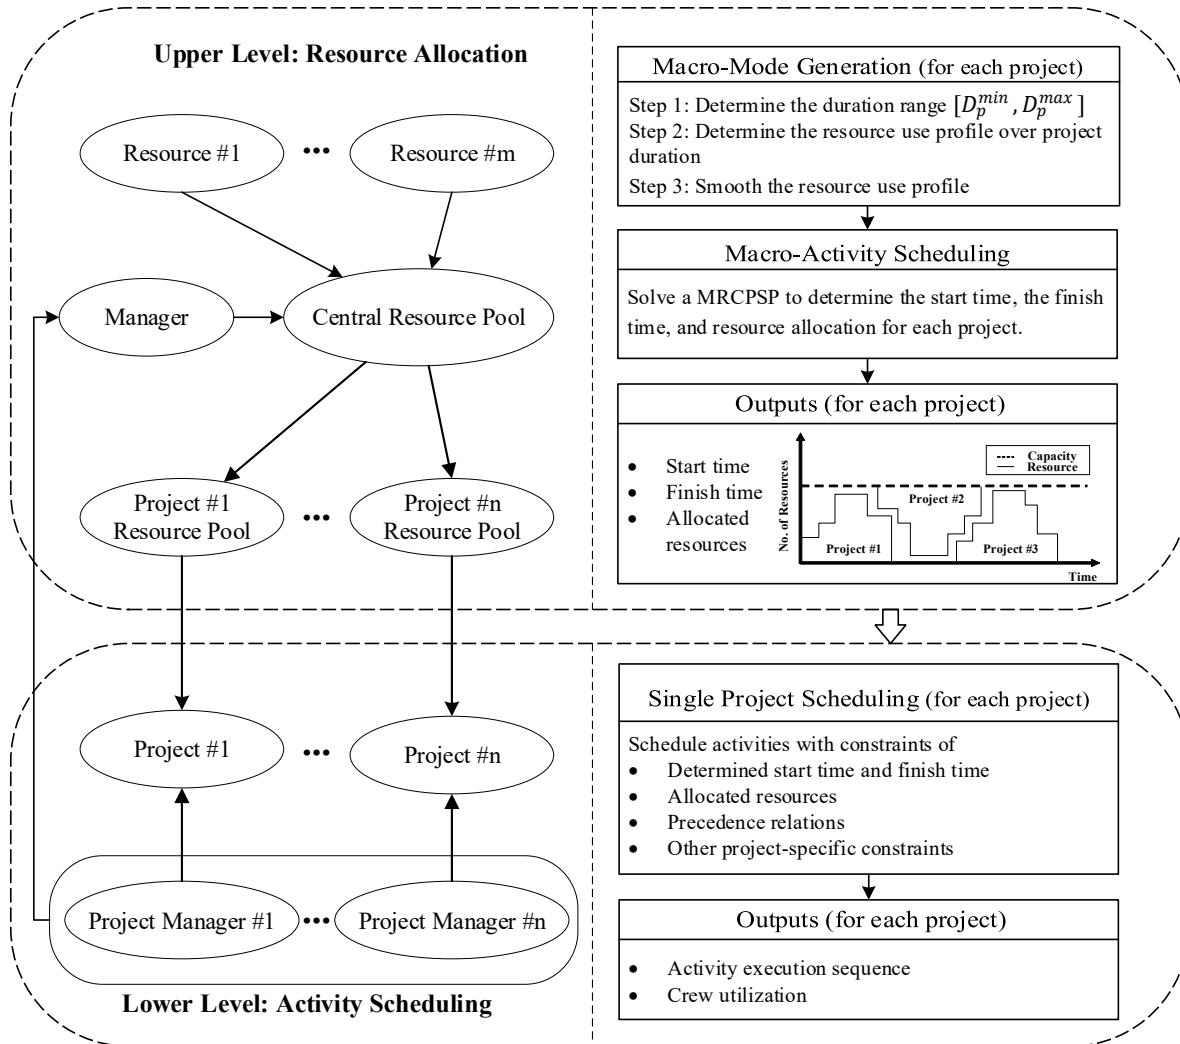 Upper Level: Resource Allocation
Resource #1
•••
Resource #m
Manager
Central Resource Pool
Project #1
Resource Pool
•••
Project #n
Resource Pool
Macro-Mode Generation (for each project)
Step 1: Determine the duration range [D_p^min, D_p^max]
Step 2: Determine the resource use profile over project
duration
Step 3: Smooth the resource use profile
Macro-Activity Scheduling
Solve a MRCPSP to determine the start time, the finish
time, and resource allocation for each project.
Outputs (for each project)
• Start time
• Finish time
• Allocated
resources
No. of Resources
Capacity
Resource
Project #2
Project #1
Project #3
Time
Project #1
•••
Project #n
Project Manager #1
•••
Project Manager #n
Lower Level: Activity Scheduling
Single Project Scheduling (for each project)
Schedule activities with constraints of
• Determined start time and finish time
• Allocated resources
• Precedence relations
• Other project-specific constraints
Outputs (for each project)
• Activity execution sequence
• Crew utilization